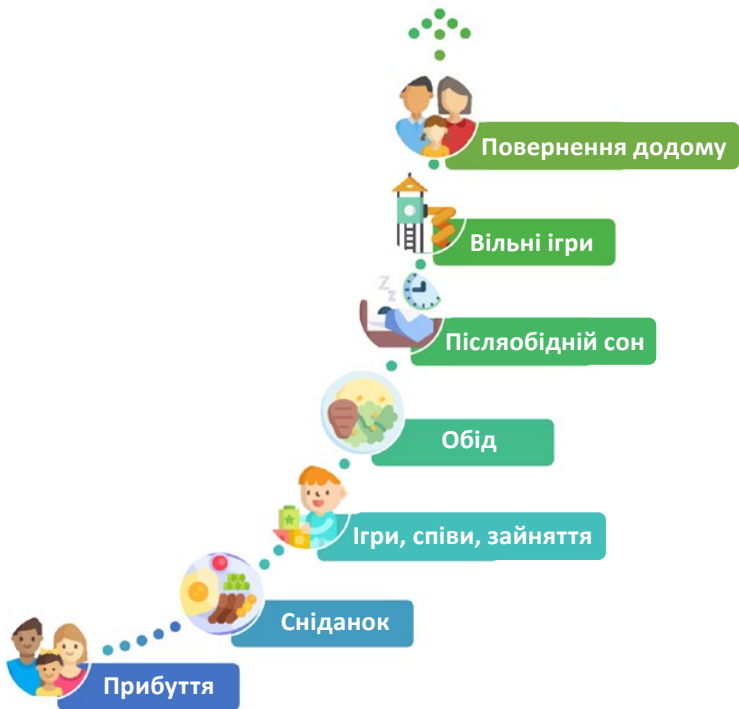 Повернення додому
Вільні ігри
Післяобідній сон
Обід
Ігри, співи, зайняття
Сніданок
Прибуття